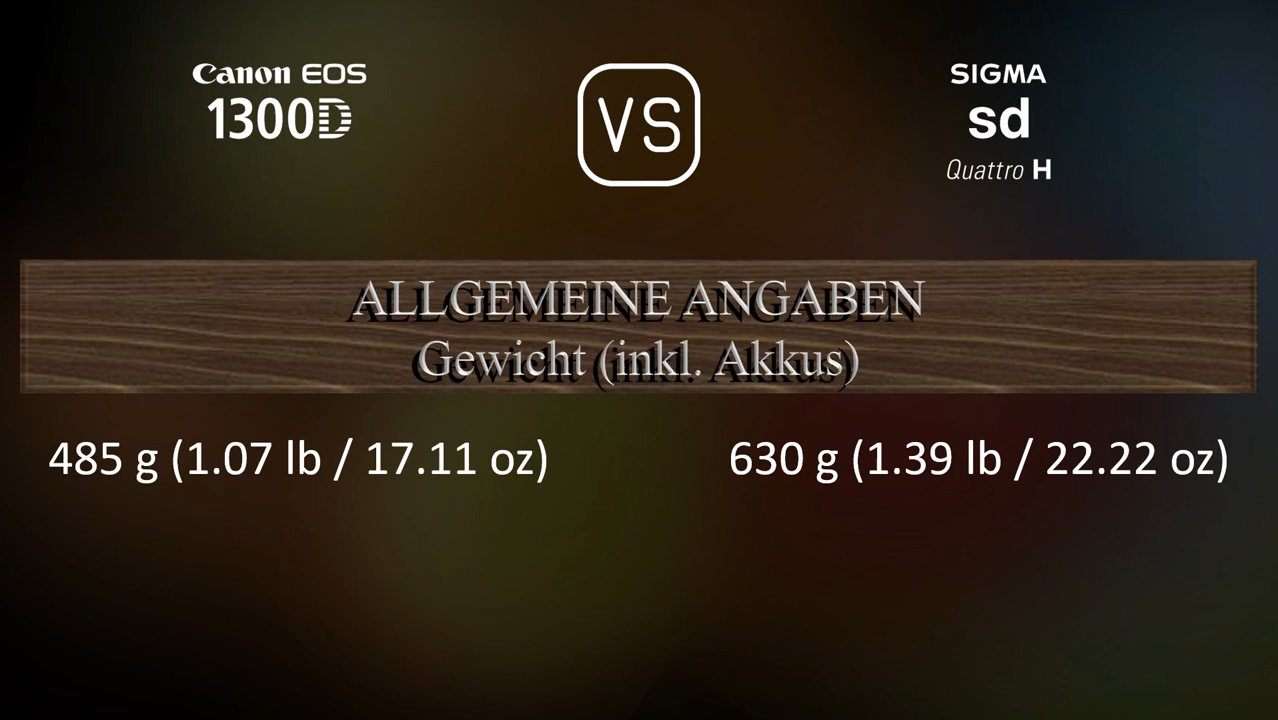 Canon EOS
1300D
VS
SIGMA
sd
Quattro H
ALLGEMEINE ANGABEN
Gewicht (inkl. Akkus)
485 g (1.07 lb / 17.11 oz)
630 g (1.39 lb / 22.22 oz)